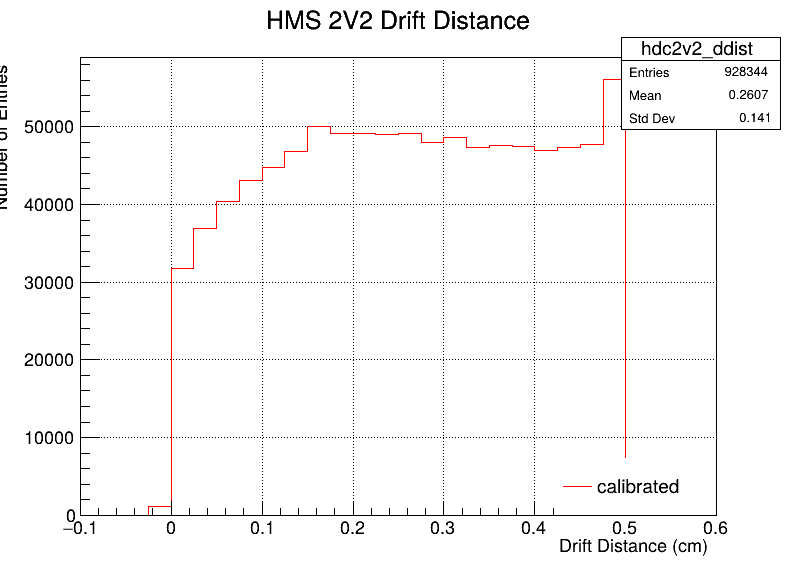 HMS 2V2 Drift Distance
hdc2v2_ddist
Entries 928344
Mean 0.2607
Std Dev 0.141
Number of Entries
50000
40000
30000
20000
10000
0
−0.1 0 0.1 0.2 0.3 0.4 0.5 0.6
calibrated
Drift Distance (cm)